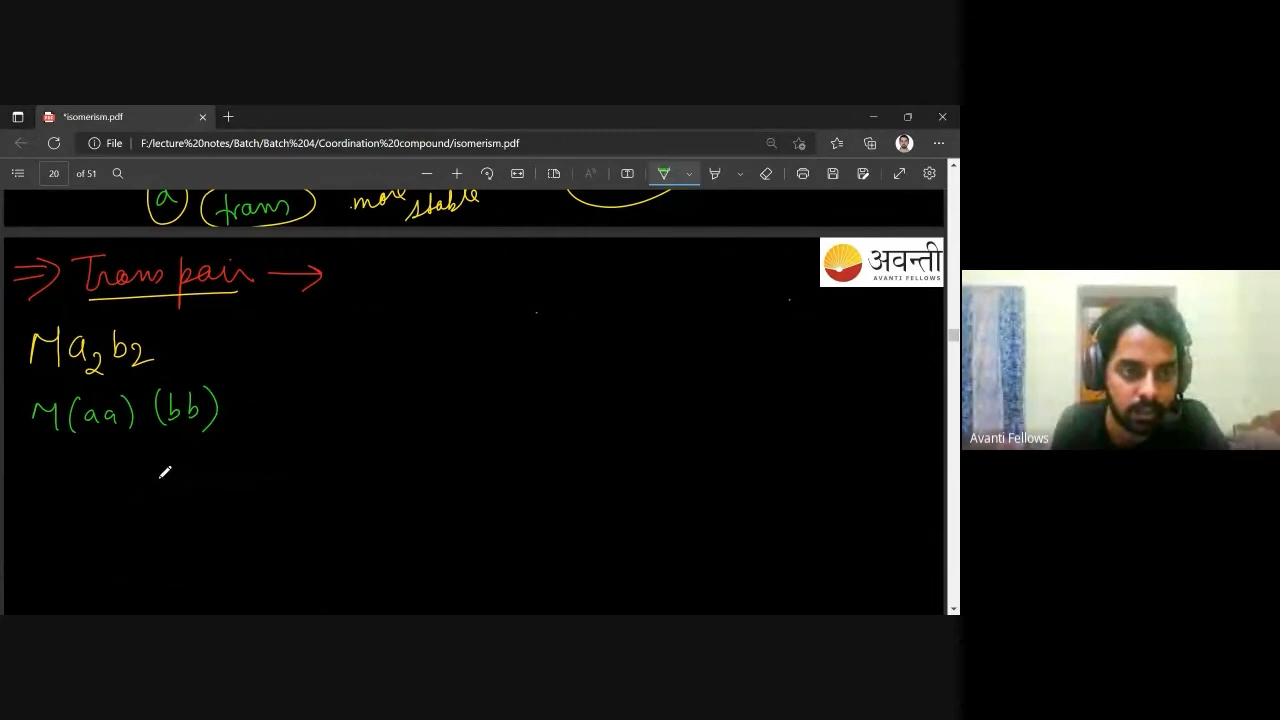 *isomerism.pdf
File F:/lecture%20notes/Batch/Batch%204/Coordination%20compound/isomerism.pdf
20 of 51
a trans more stable
⇒ Trans pair →
अवन्ती
AVANTI FELLOWS
Ma₂b₂
M(aa) (bb)
Avanti Fellows